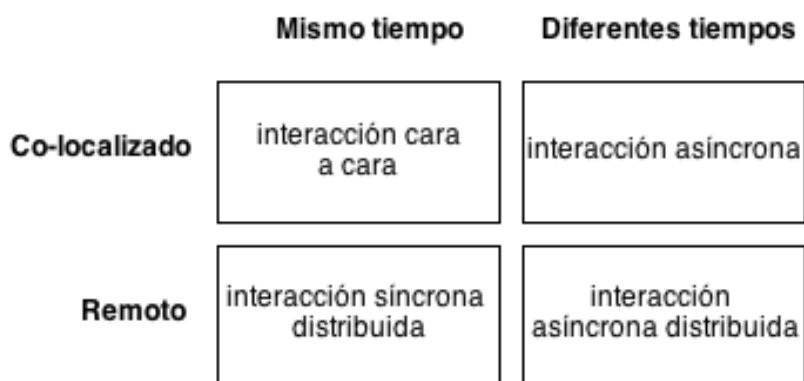 Mismo tiempo Diferentes tiempos
Co-localizado
interacción cara
a cara
interacción asíncrona
Remoto
interacción síncrona
distribuida
interacción
asíncrona distribuida